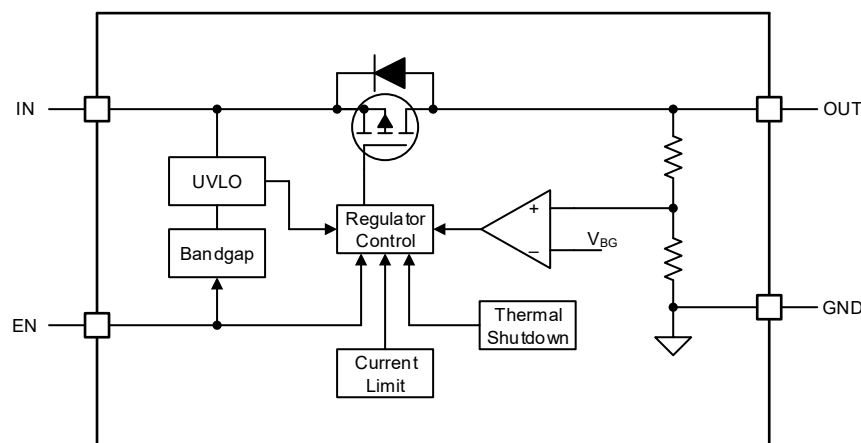 IN
OUT
UVLO
Regulator
Control
+
–
V_BG
Bandgap
EN
GND
Thermal
Shutdown
Current
Limit